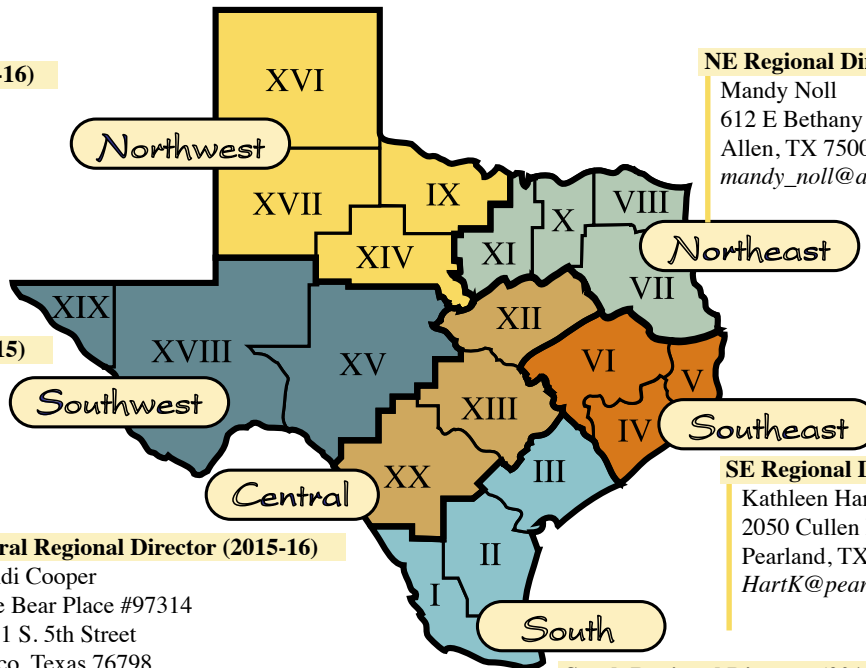 -16)
XVI
Northwest
XVII
IX
XIV
NE Regional Di
Mandy Noll
612 E Bethany
Allen, TX 7500
mandy_noll@a
VIII
X
XI
Northeast
VII
XIX
XVIII
XV
XII
15)
Southwest
VI
V
XIII
IV
Southeast
XX
III
Central
SE Regional
Kathleen Har
2050 Cullen
Pearland, TX
HartK@pear
ral Regional Director (2015-16)
di Cooper
e Bear Place #97314
1 S. 5th Street
co, Texas 76798
II
I
South